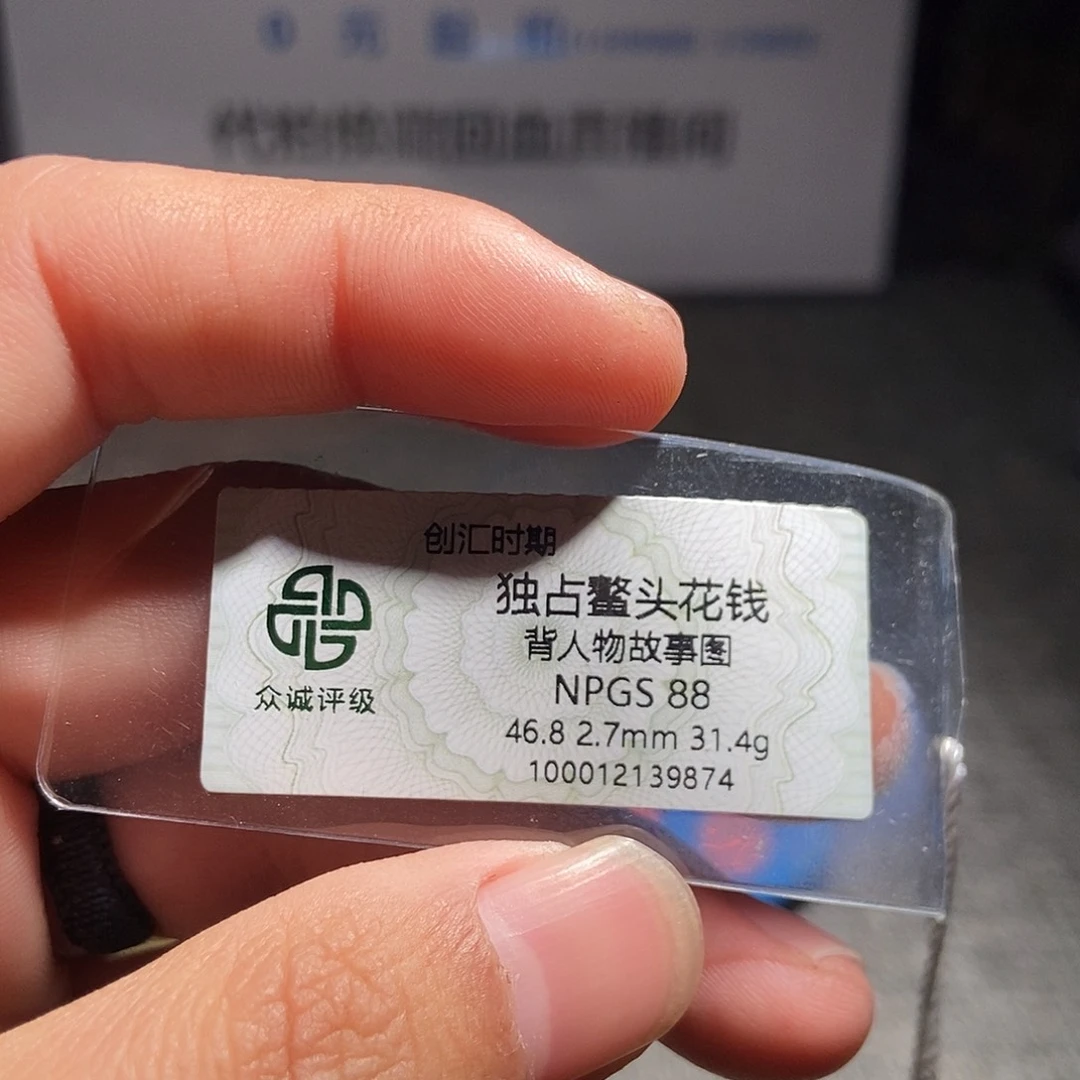 创汇时期
独占鳌头花钱
背人物故事图
NPGS 88
46.8 2.7mm 31.4g
100012139874
众诚评级